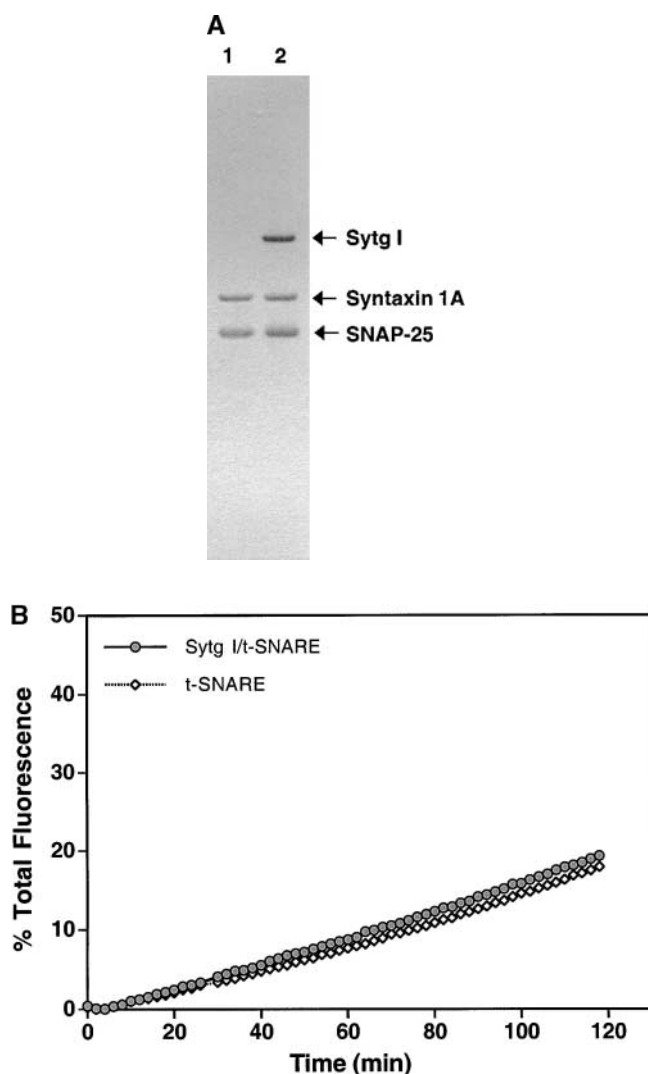 A
1 2
Sytg I
Syntaxin 1A
SNAP-25
B
50
40
30
20
10
0
Sytg I/t-SNARE
t-SNARE
% Total Fluorescence
0 20 40 60 80 100 120
Time (min)